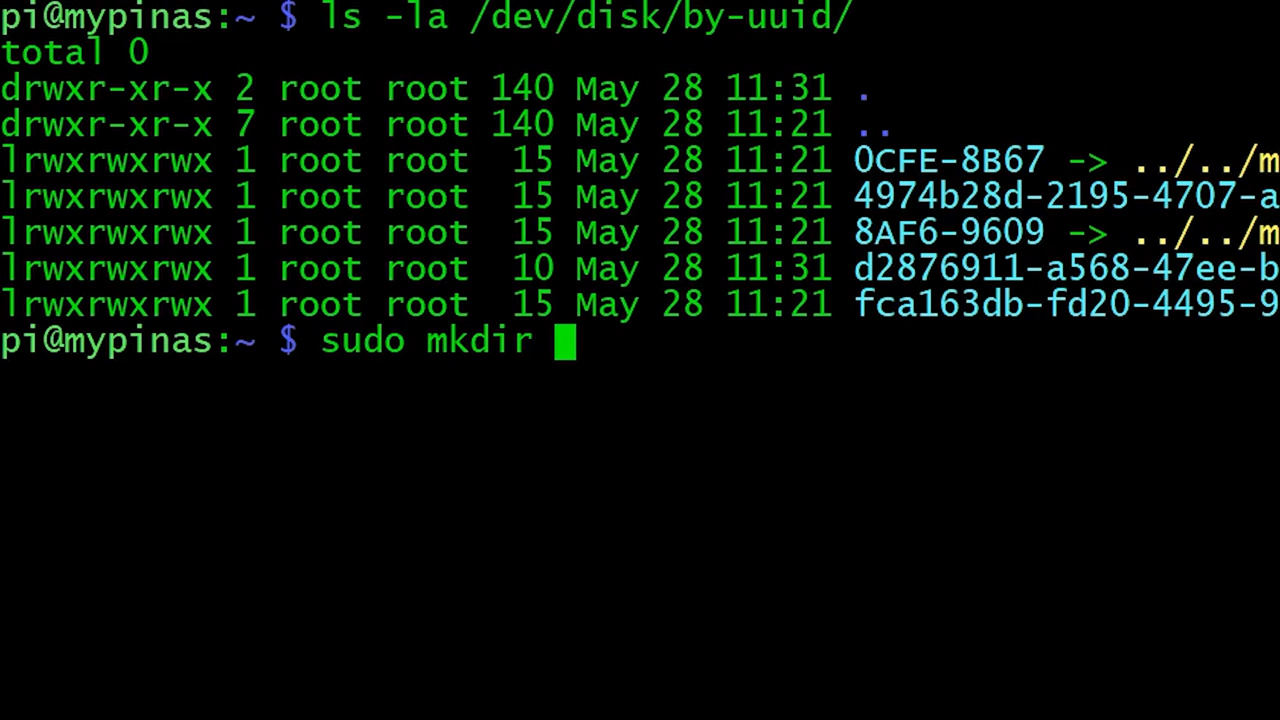 pi@mypinas:~ $ ls -la /dev/disk/by-uuid/
total 0
drwxr-xr-x 2 root root 140 May 28 11:31 .
drwxr-xr-x 7 root root 140 May 28 11:21 ..
lrwxrwxrwx 1 root root  15 May 28 11:21 0CFE-8B67 -> ../../m
lrwxrwxrwx 1 root root  15 May 28 11:21 4974b28d-2195-4707-a
lrwxrwxrwx 1 root root  15 May 28 11:21 8AF6-9609 -> ../../m
lrwxrwxrwx 1 root root  10 May 28 11:31 d2876911-a568-47ee-b
lrwxrwxrwx 1 root root  15 May 28 11:21 fca163db-fd20-4495-9
pi@mypinas:~ $ sudo mkdir